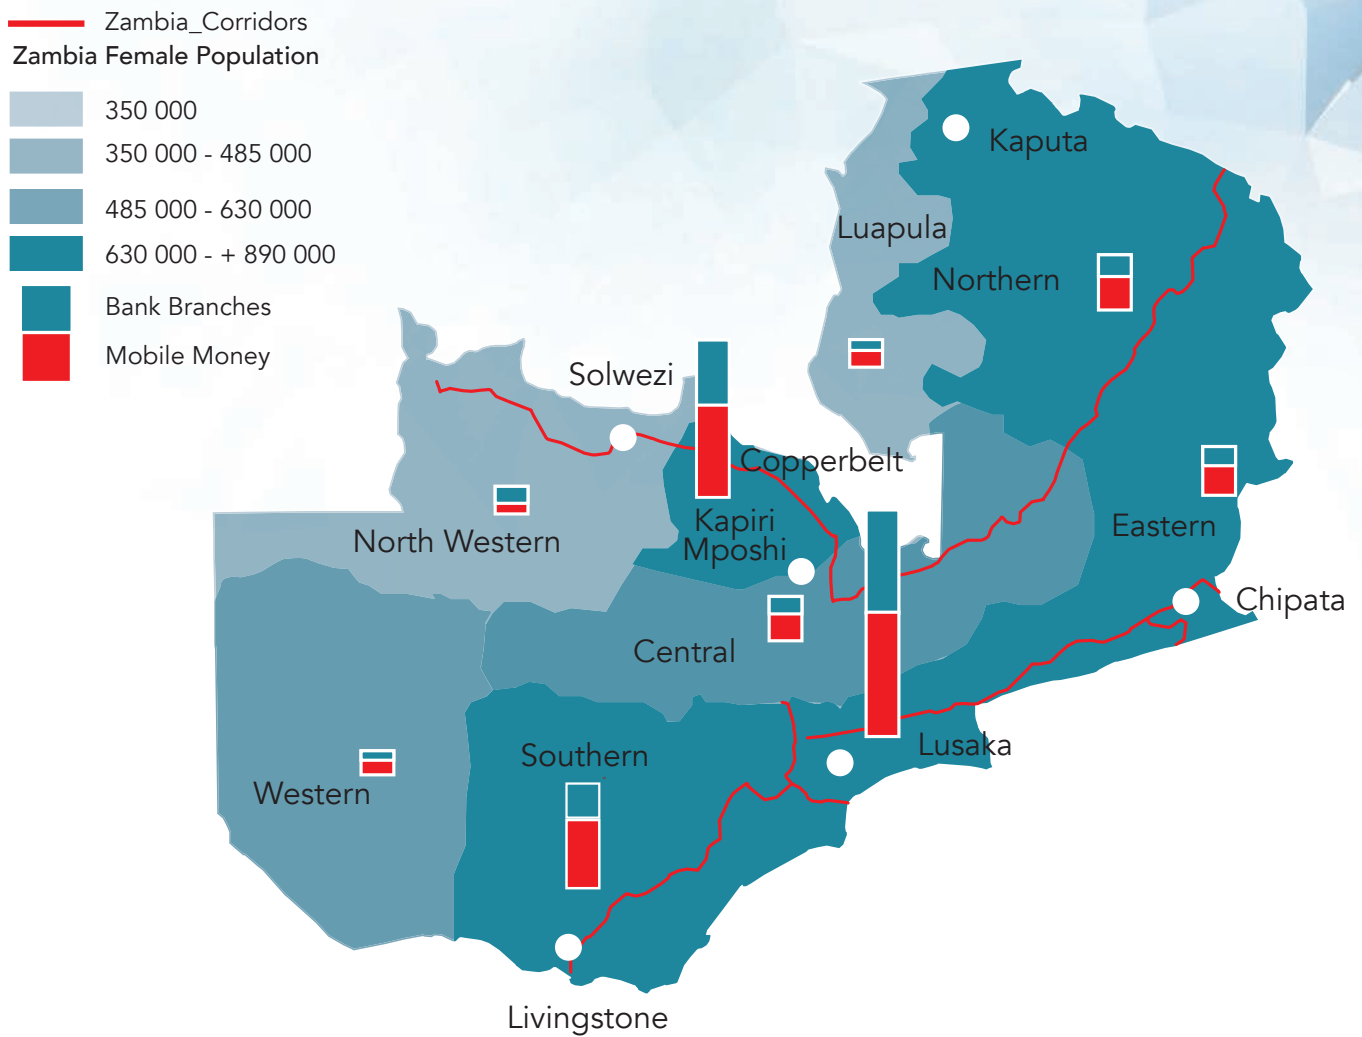 Zambia_Corridors
Zambia Female Population
350 000
350 000 - 485 000
485 000 - 630 000
630 000 - + 890 000
Bank Branches
Mobile Money
Kaputa
Luapula
Northern
Solwezi
Copperbelt
Kapiri
Mposhi
Eastern
North Western
Chipata
Central
Lusaka
Southern
Western
Livingstone